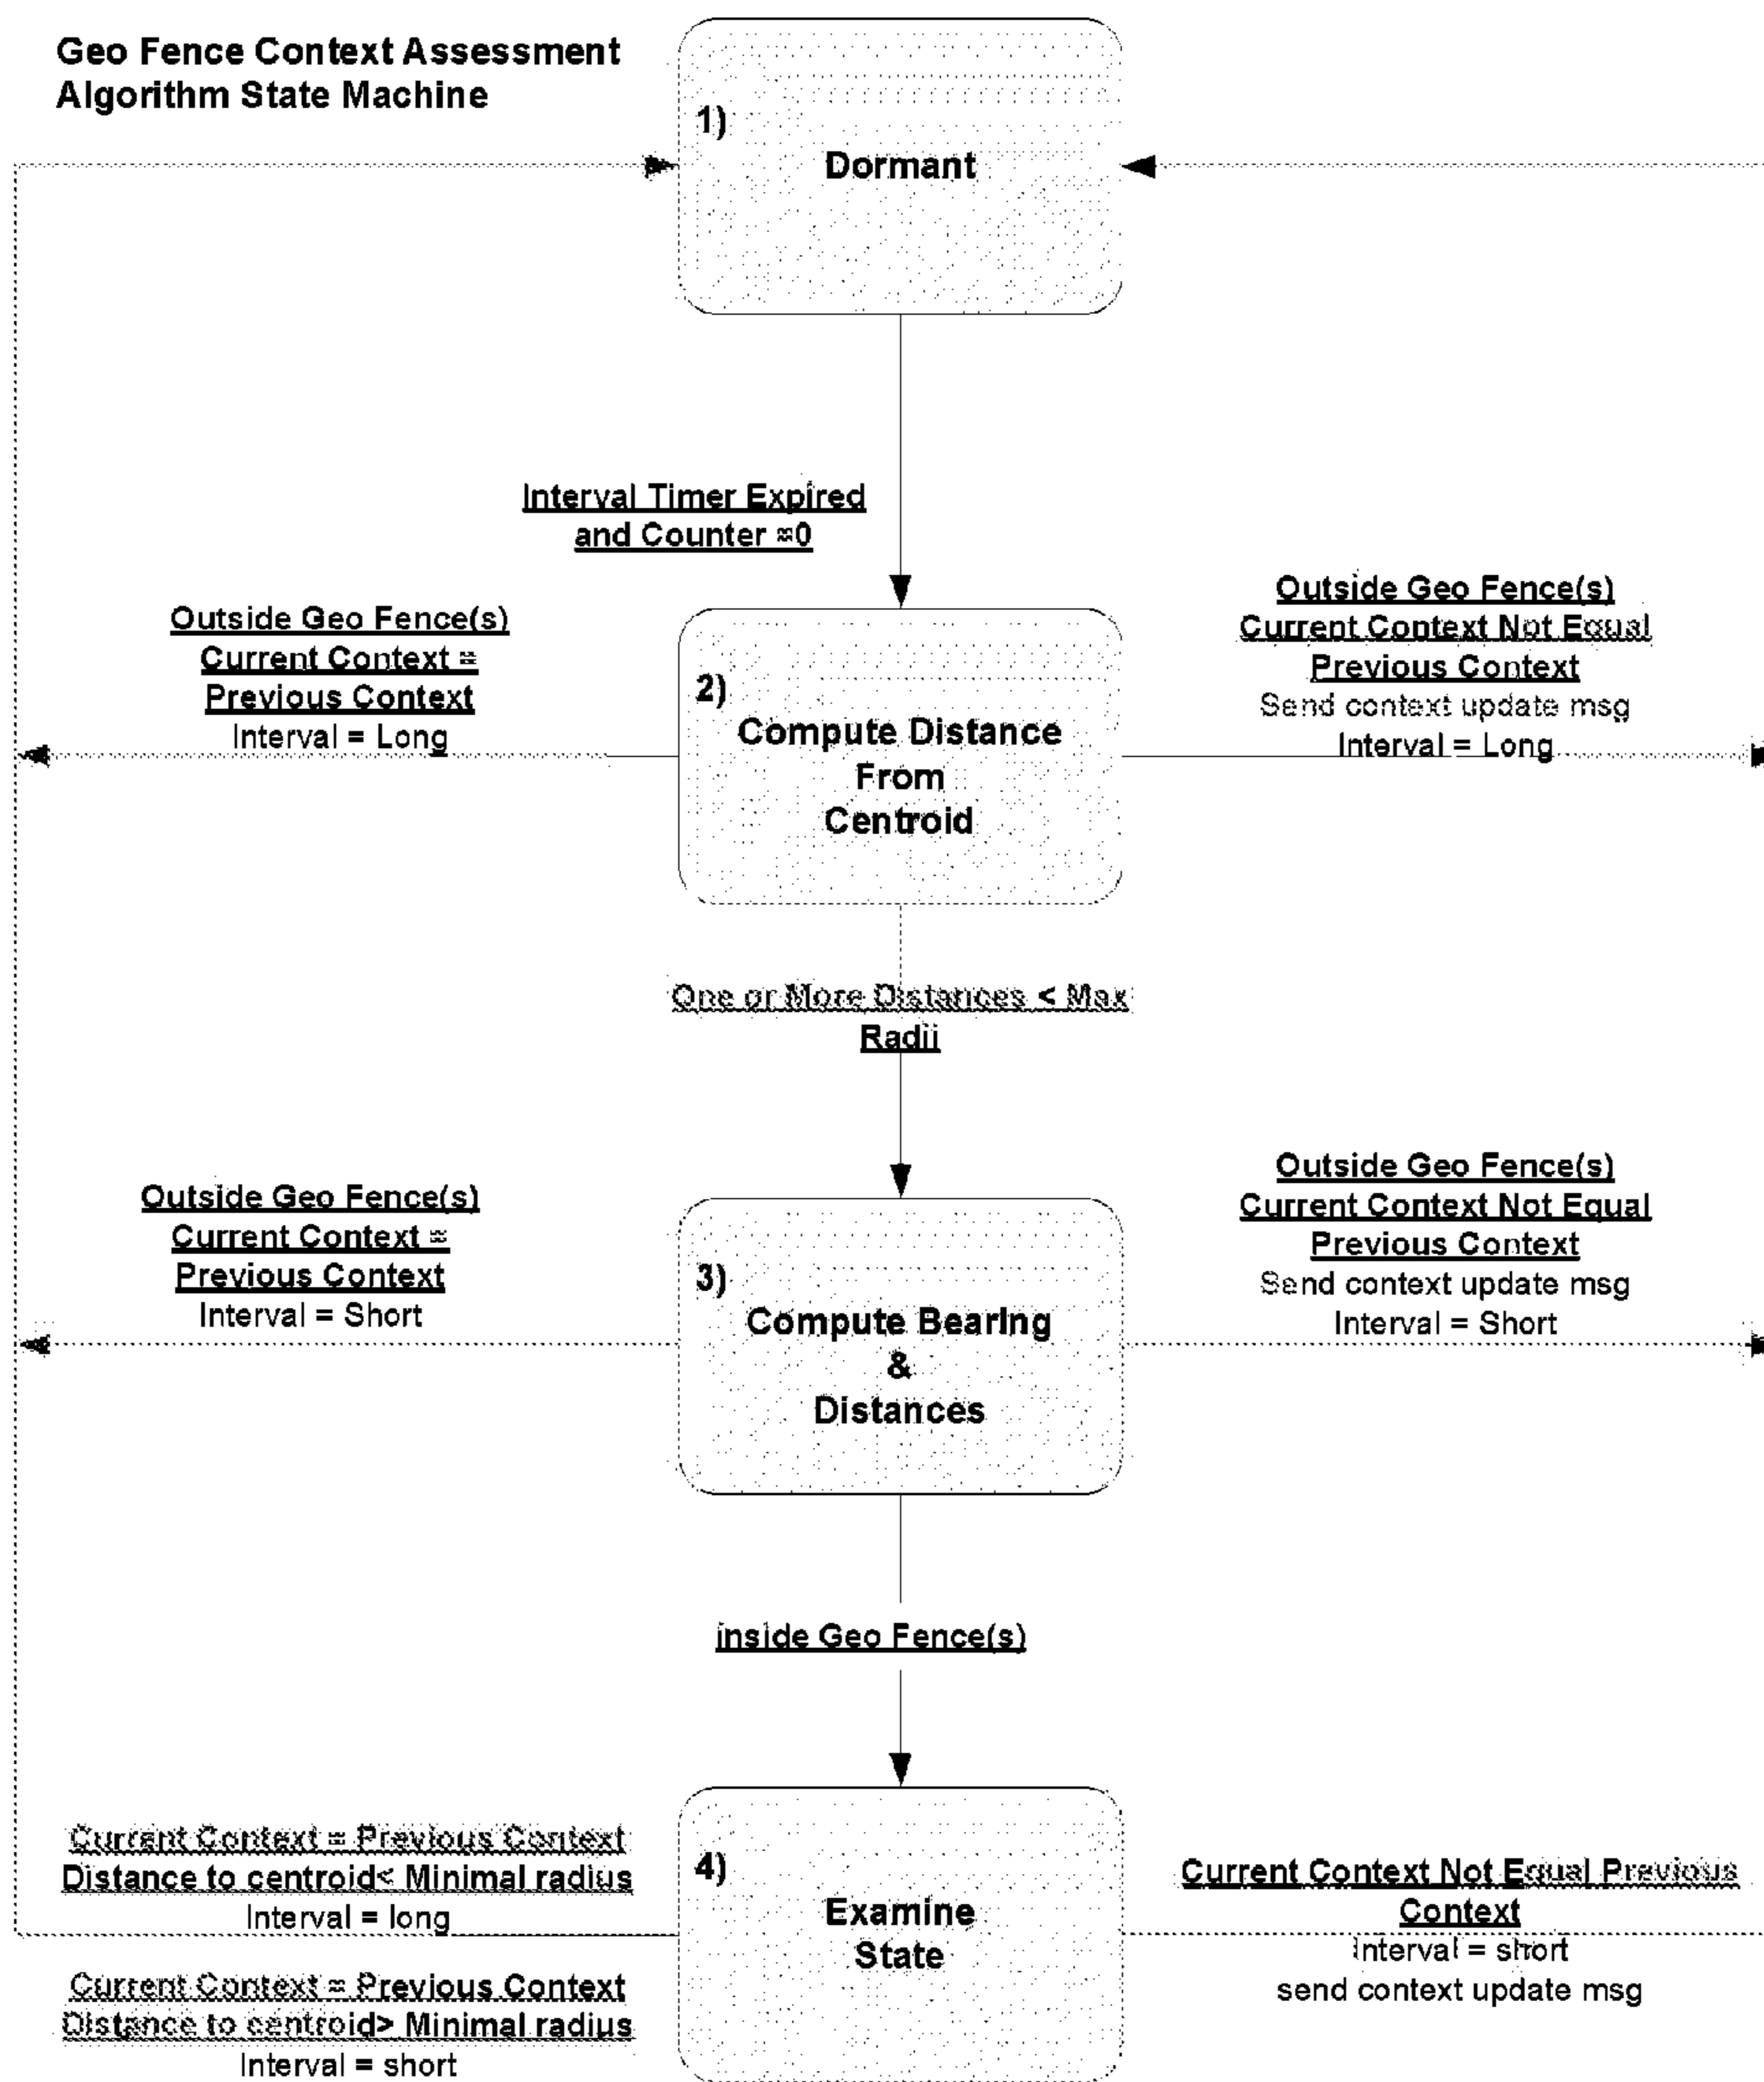 Geo Fence Context Assessment
Algorithm State Machine
1)
Dormant
Interval Timer Expired
and Counter =0
Outside Geo Fence(s)
Current Context =
Previous Context
Interval = Long
2)
Compute Distance
From
Centroid
Outside Geo Fence(s)
Current Context Not Equal
Previous Context
Send context update msg
Interval = Long
One or More Distances < Max
Radii
Outside Geo Fence(s)
Current Context =
Previous Context
Interval = Short
3)
Compute Bearing
&
Distances
Outside Geo Fence(s)
Current Context Not Equal
Previous Context
Send context update msg
Interval = Short
inside Geo Fence(s)
Current Context = Previous Context
Distance to centroid< Minimal radius
Interval = long
Current Context = Previous Context
Distance to centroid> Minimal radius
Interval = short
4)
Examine
State
Current Context Not Equal Previous
Context
Interval = short
send context update msg